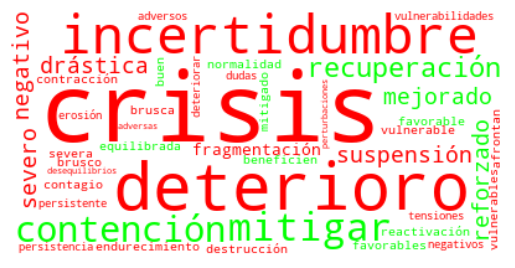 adversos vulnerabilidades
incertidumbre
negativo drástica buen normalidad recuperación
contracción deteriorar dudas mitigado mejorado
crisis
erosión brusca perturbaciones favorable
adversas vulnerable
severo severa equilibrada fragmentación suspensión reforzado afrontan
brusco beneficien
desequilibrios
contagio deterioro vulnerables
persistente
contención mitigar tensiones
reactivación
persistencia endurecimiento destrucción favorables negativos